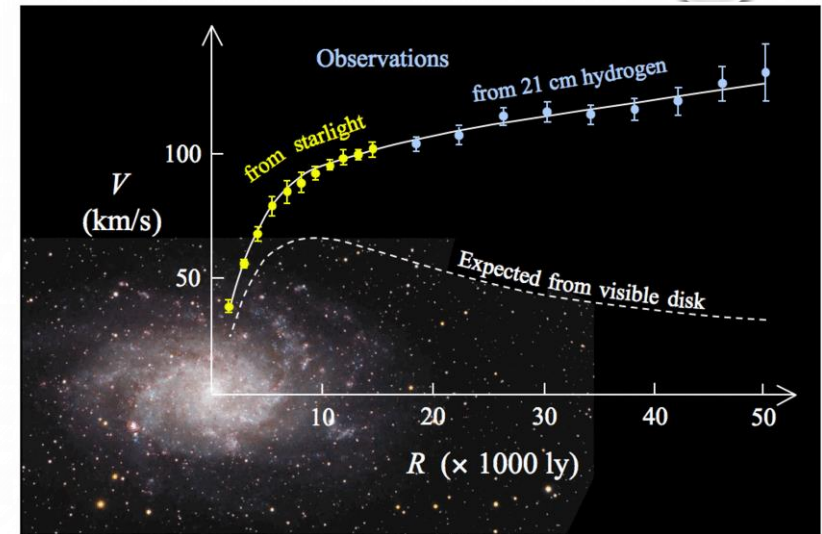 Observations
from starlight
from 21 cm hydrogen
100
V
(km/s)
50
Expected from visible disk
10 20 30 40 50
R (× 1000 ly)